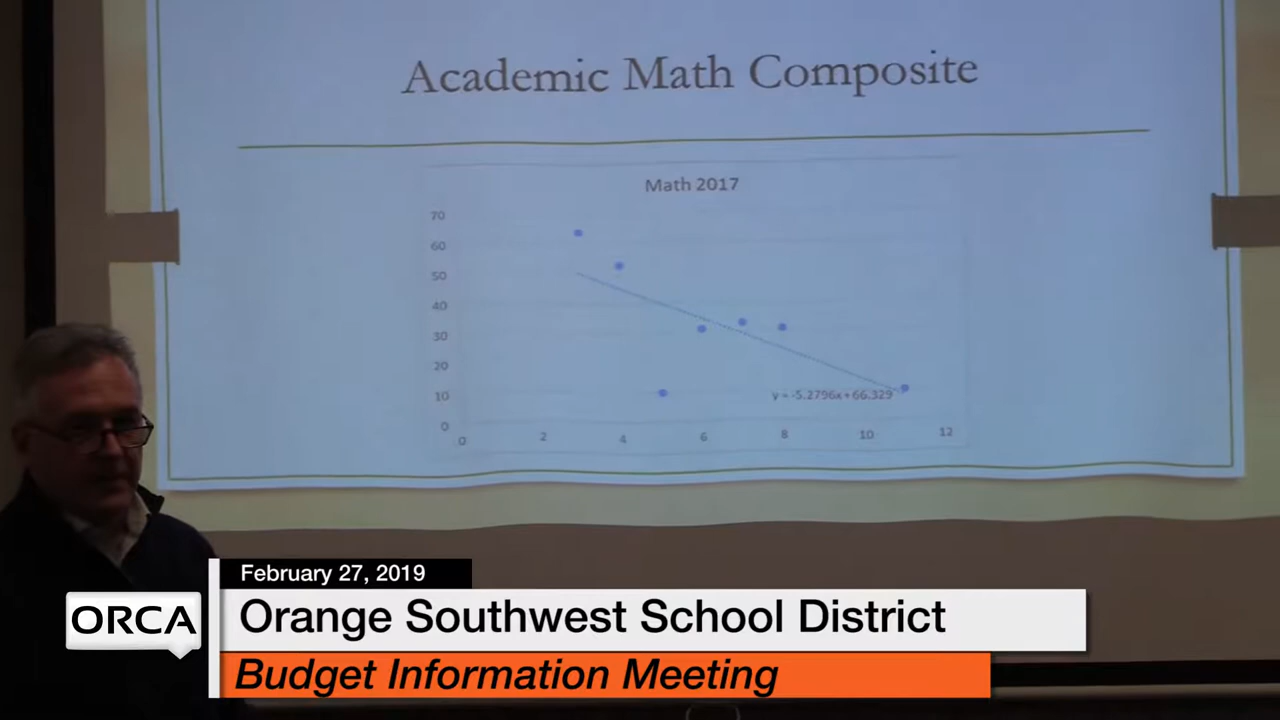 Academic Math Composite
Math 2017
70
60
50
40
30
20
10
0
0 2 4 6 8 10 12
y = -5.2796x + 66.329
February 27, 2019
ORCA
Orange Southwest School District
Budget Information Meeting